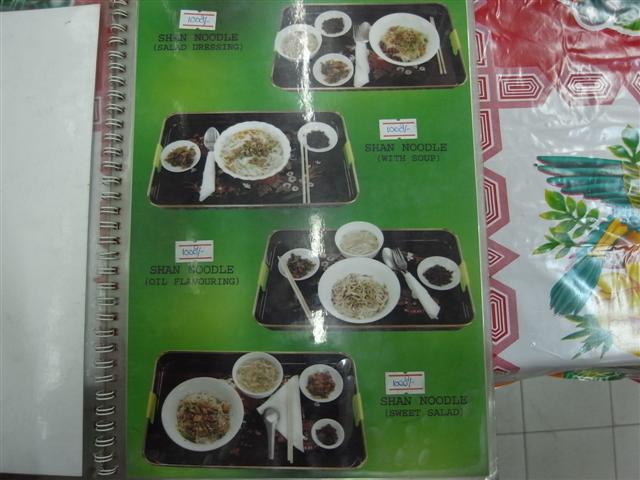 1000/-
SHAN NOODLE
(SALAD DRESSING)
1000/-
SHAN NOODLE
(WITH SOUP)
1000/-
SHAN NOODLE
(OIL FLAVOURING)
1000/-
SHAN NOODLE
(SWEET SALAD)